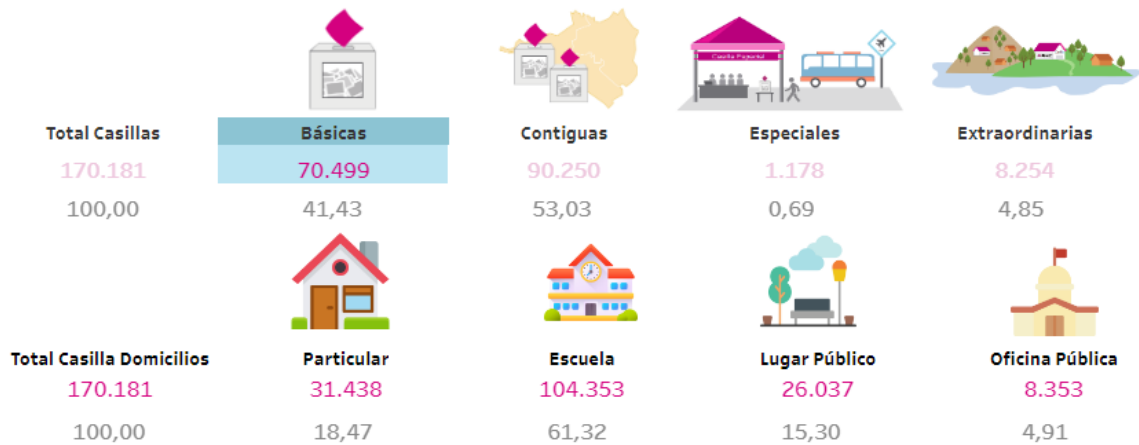 Casilla Especial
Total Casillas Básicas Contiguas Especiales Extraordinarias
170.181 70.499 90.250 1.178 8.254
100,00 41,43 53,03 0,69 4,85
Total Casilla Domicilios Particular Escuela Lugar Público Oficina Pública
170.181 31.438 104.353 26.037 8.353
100,00 18,47 61,32 15,30 4,91